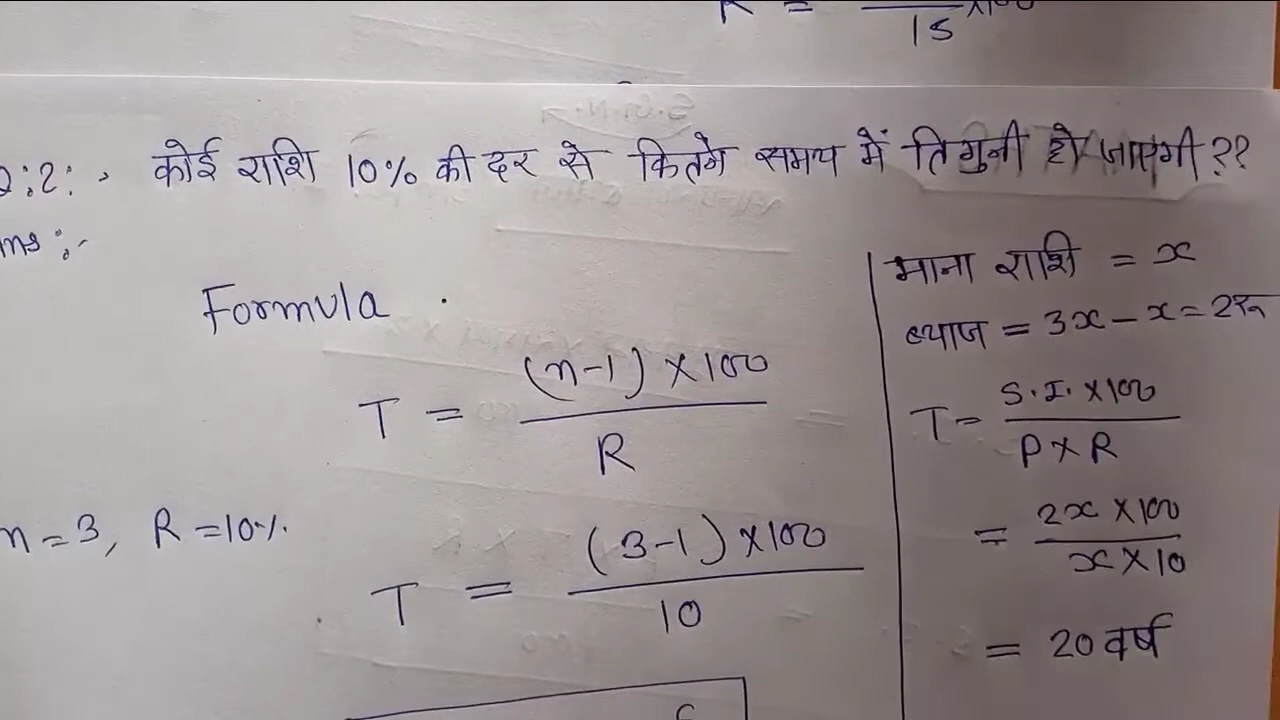 R = —/15 ×100
Q:2:- कोई राशि 10% की दर से कितने समय में तिगुनी हो जाएगी??
Ans:-
Formula
T = (n-1)×100/R
n=3, R=10%
T = (3-1)×100/10
माना राशि = x
ब्याज = 3x-x=2x
T= S.I.×100/P×R
= 2x×100/x×10
= 20 वर्ष